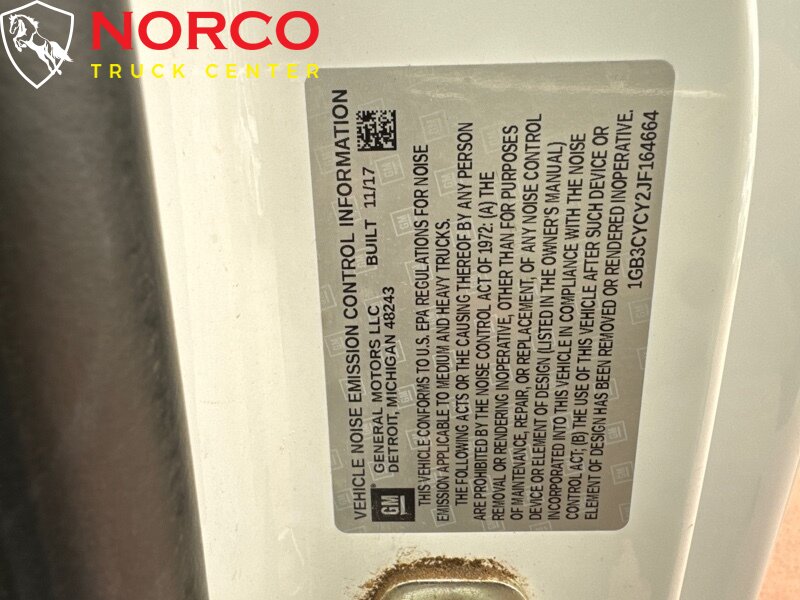 NORCO
TRUCK CENTER
VEHICLE NOISE EMISSION CONTROL INFORMATION
GM
GENERAL MOTORS LLC
DETROIT, MICHIGAN 48243
BUILT 11/17
THIS VEHICLE CONFORMS TO U.S. EPA REGULATIONS FOR NOISE
EMISSION APPLICABLE TO MEDIUM AND HEAVY TRUCKS.
THE FOLLOWING ACTS OR THE CAUSING THEREOF BY ANY PERSON
ARE PROHIBITED BY THE NOISE CONTROL ACT OF 1972: (A) THE
REMOVAL OR RENDERING INOPERATIVE, OTHER THAN FOR PURPOSES
OF MAINTENANCE, REPAIR, OR REPLACEMENT, OF ANY NOISE CONTROL
DEVICE OR ELEMENT OF DESIGN (LISTED IN THE OWNER'S MANUAL)
INCORPORATED INTO THIS VEHICLE IN COMPLIANCE WITH THE NOISE
CONTROL ACT; (B) THE USE OF THIS VEHICLE AFTER SUCH DEVICE OR
ELEMENT OF DESIGN HAS BEEN REMOVED OR RENDERED INOPERATIVE.
1GB3CYCY2JF164664